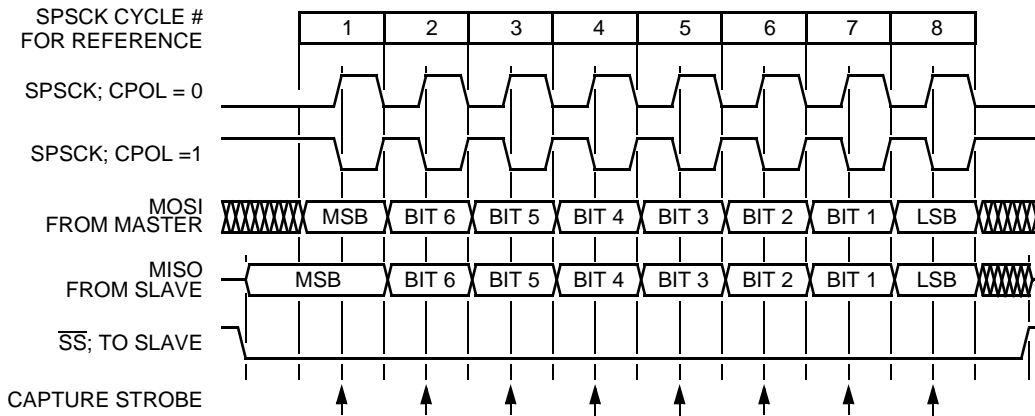 SPSCK CYCLE #
FOR REFERENCE
1 2 3 4 5 6 7 8
SPSCK; CPOL = 0
SPSCK; CPOL =1
MOSI
FROM MASTER
MSB BIT 6 BIT 5 BIT 4 BIT 3 BIT 2 BIT 1 LSB
MISO
FROM SLAVE
MSB BIT 6 BIT 5 BIT 4 BIT 3 BIT 2 BIT 1 LSB
SS; TO SLAVE
CAPTURE STROBE